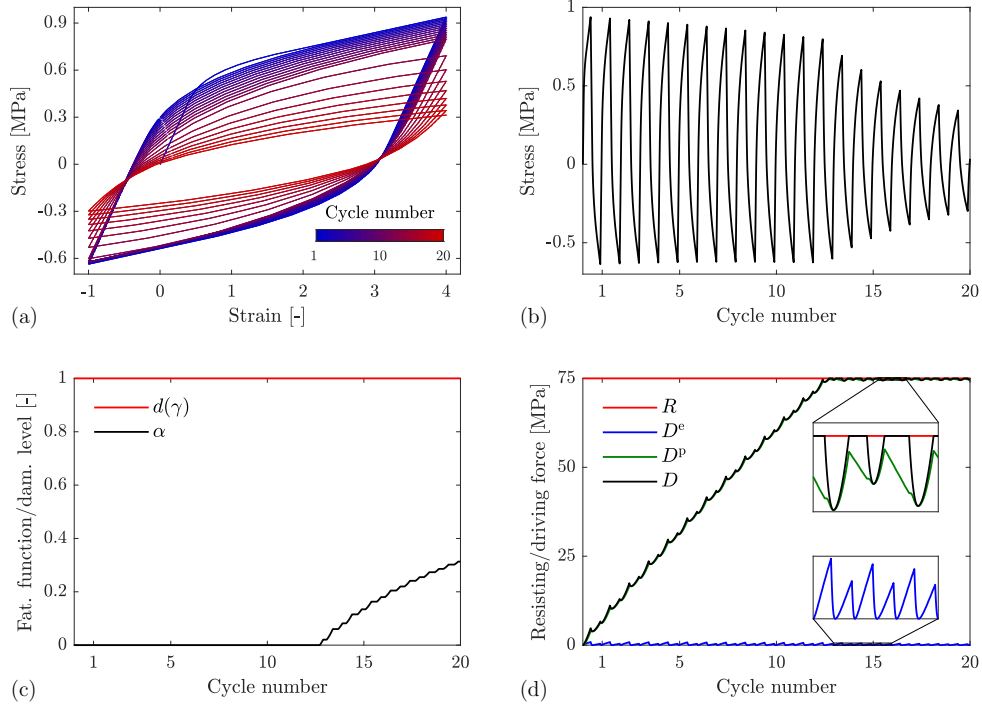 0.9
0.6
0.3
0
-0.3
-0.6
Stress [MPa]
-1
0
1
2
3
4
Strain [-]
Cycle number
1
10
20
(a)
1
0.5
0
-0.5
Stress [MPa]
1
5
10
15
20
Cycle number
(b)
1
0.8
0.6
0.4
0.2
0
Fat. function/dam. level [-]
d(γ)
α
1
5
10
15
20
Cycle number
(c)
75
50
25
0
Resisting/driving force [MPa]
R
Dᵉ
Dᵖ
D
1
5
10
15
20
Cycle number
(d)